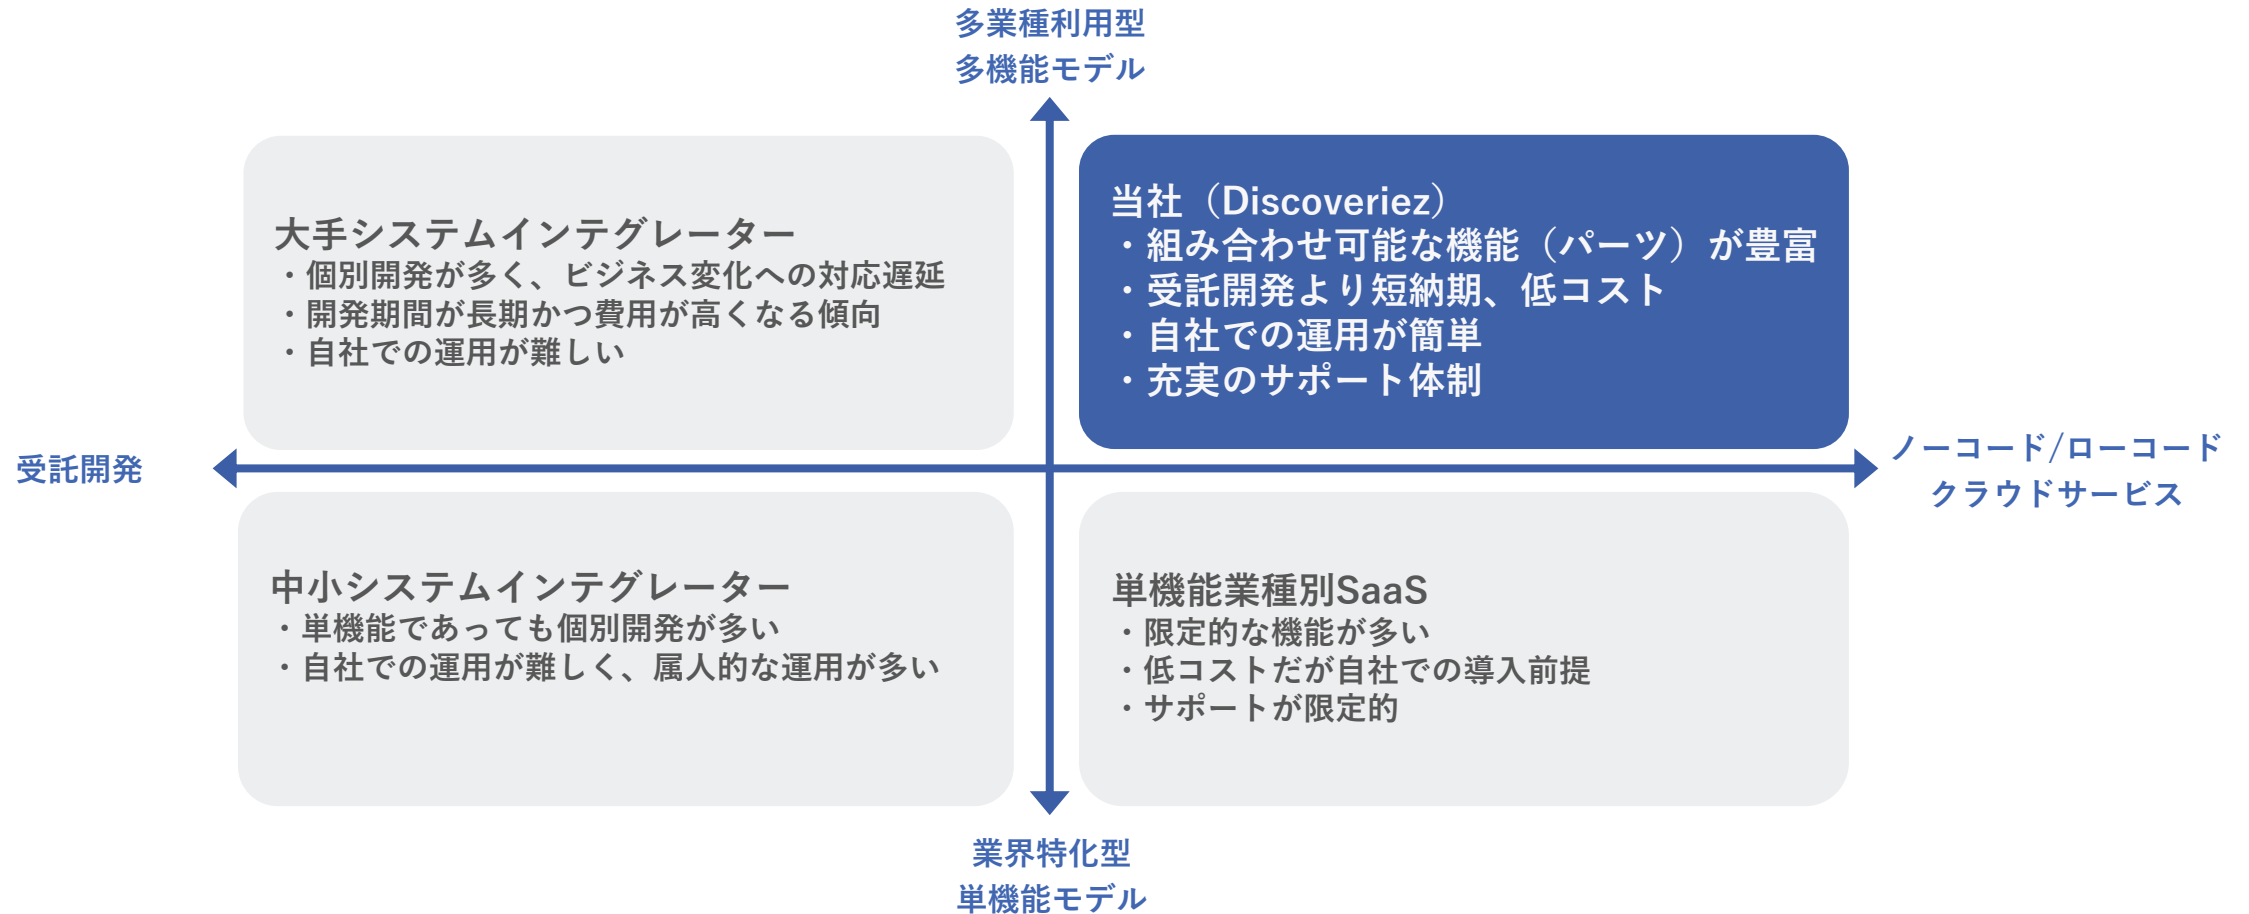 多業種利用型
多機能モデル
大手システムインテグレーター
・個別開発が多く、ビジネス変化への対応遅延
・開発期間が長期かつ費用が高くなる傾向
・自社での運用が難しい
当社（Discoveriez）
・組み合わせ可能な機能（パーツ）が豊富
・受託開発より短納期、低コスト
・自社での運用が簡単
・充実のサポート体制
受託開発
ノーコード/ローコード
クラウドサービス
中小システムインテグレーター
・単機能であっても個別開発が多い
・自社での運用が難しく、属人的な運用が多い
単機能業種別SaaS
・限定的な機能が多い
・低コストだが自社での導入前提
・サポートが限定的
業界特化型
単機能モデル